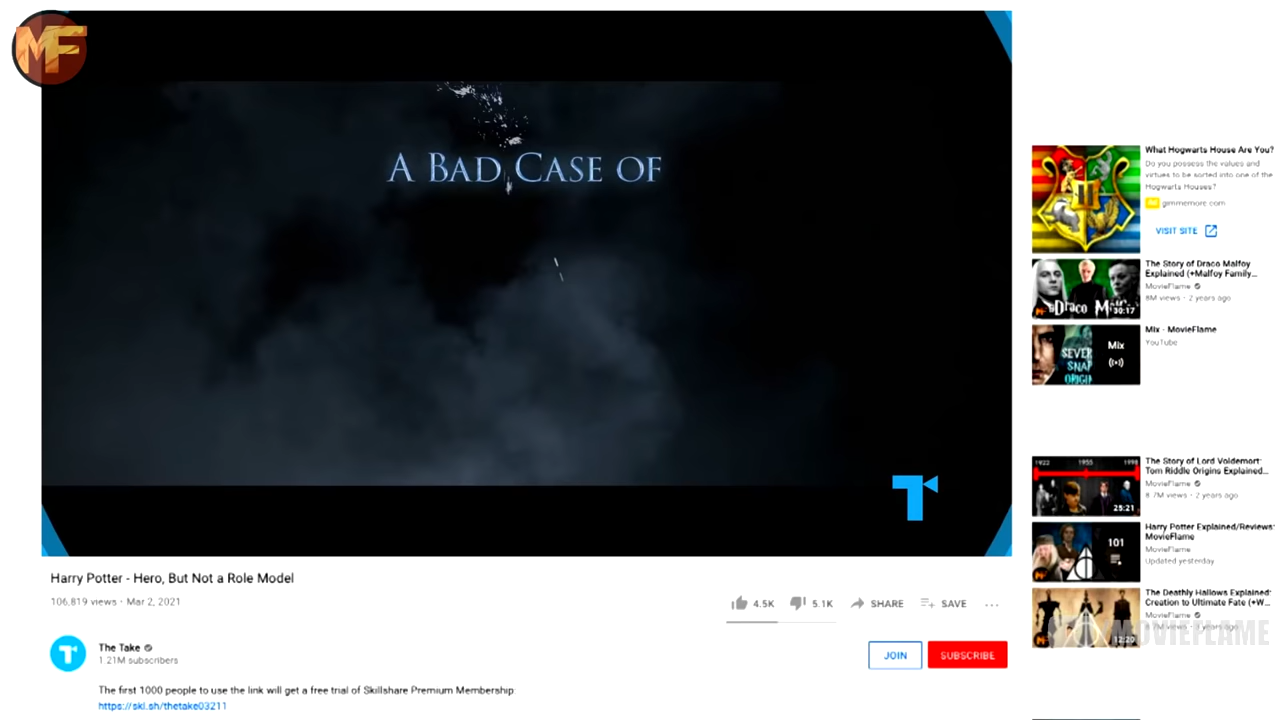 MF
A BAD CASE OF
Harry Potter - Hero, But Not a Role Model
106,819 views · Mar 2, 2021
4.5K
5.1K
SHARE
SAVE
The Take
1.21M subscribers
JOIN
SUBSCRIBE
The first 1000 people to use the link will get a free trial of Skillshare Premium Membership:
https://skl.sh/thetake03211
What Hogwarts House Are You?
Do you possess the values and
virtues to be sorted into one of the
Hogwarts Houses?
Ad gimmemore.com
VISIT SITE
The Story of Draco Malfoy
Explained (+Malfoy Family...
MovieFlame
8M views · 2 years ago
30:17
Mix - MovieFlame
YouTube
Mix
SEVER
SNAP
ORIGIN
The Story of Lord Voldemort:
Tom Riddle Origins Explained...
MovieFlame
8.7M views · 2 years ago
1922 1955 1998
25:21
Harry Potter Explained/Reviews:
MovieFlame
MovieFlame
Updated yesterday
101
The Deathly Hallows Explained:
Creation to Ultimate Fate (+W...
MovieFlame
12:20
MOVIEFLAME